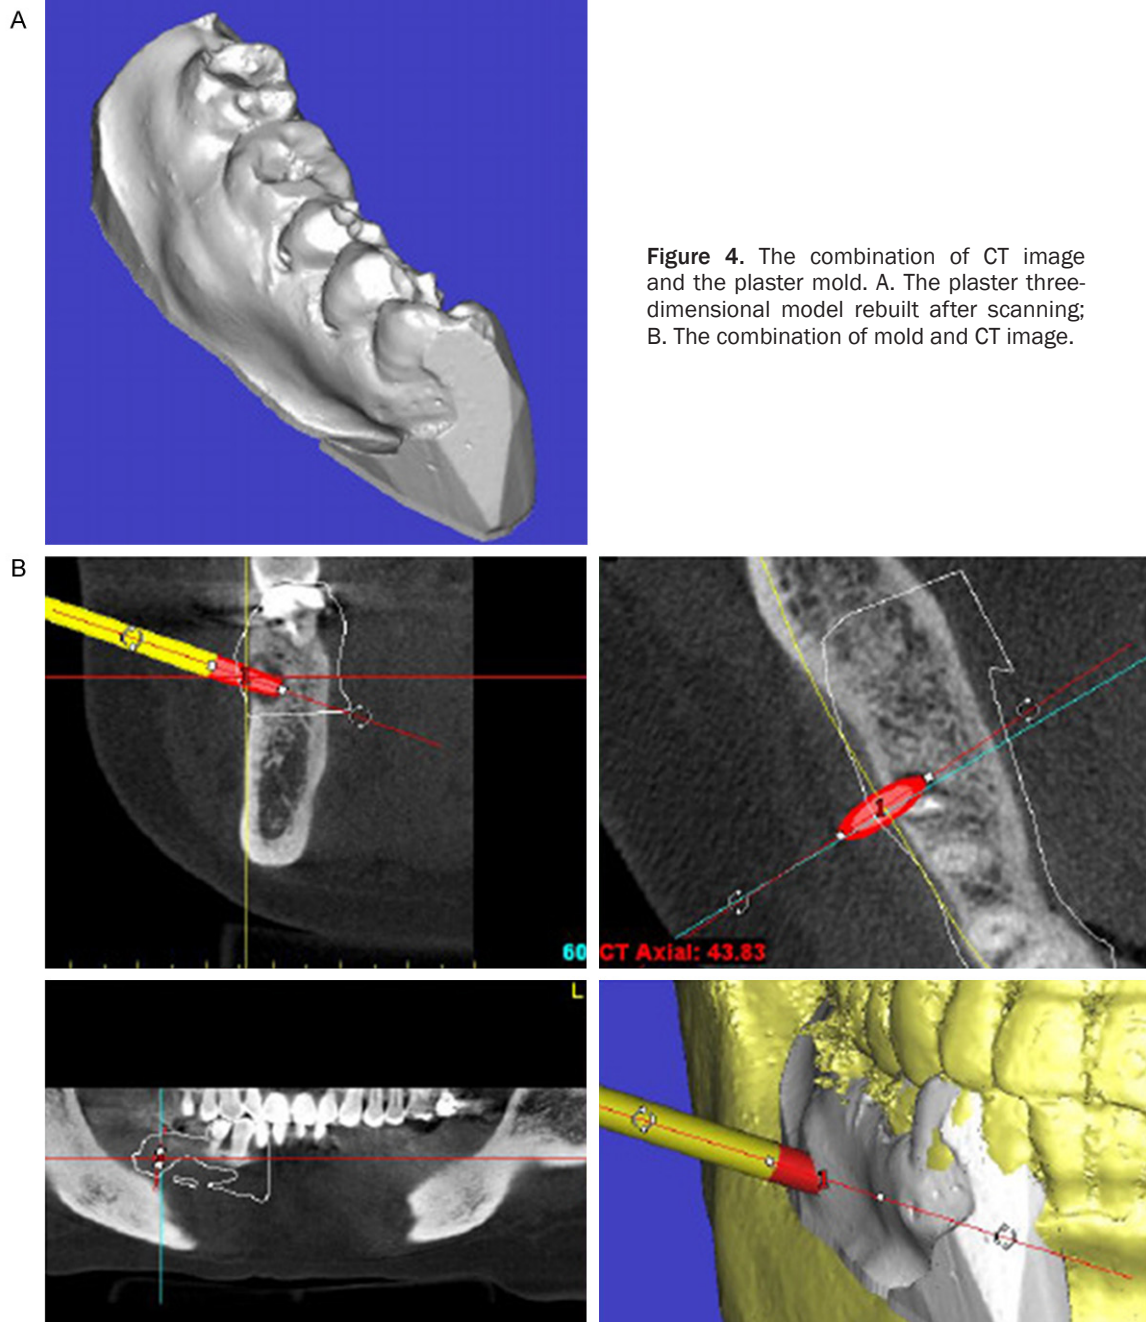 A
Figure 4. The combination of CT image
and the plaster mold. A. The plaster three-
dimensional model rebuilt after scanning;
B. The combination of mold and CT image.
B
1
60
1
CT Axial: 43.83
L
1